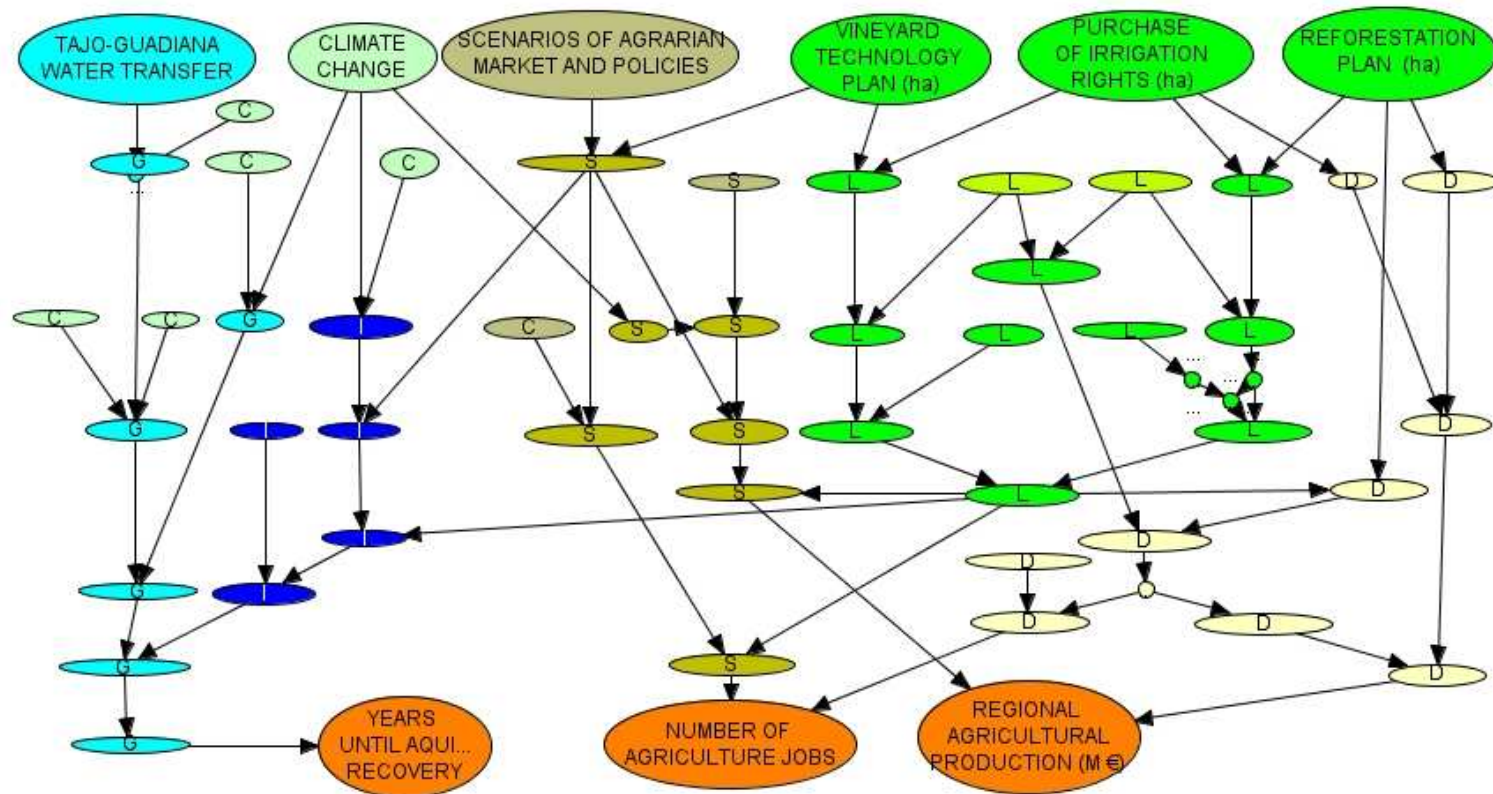 TAJO-GUADIANA
WATER TRANSFER
CLIMATE
CHANGE
SCENARIOS OF AGRARIAN
MARKET AND POLICIES
VINEYARD
TECHNOLOGY
PLAN (ha)
PURCHASE
OF IRRIGATION
RIGHTS (ha)
REFORESTATION
PLAN (ha)
C
G
C
C
S
...
S
L
L
L
L
D
D
L
C
C
G
I
C
S
S
L
L
L
L
...
...
...
G
I
I
S
S
L
L
D
S
L
D
I
D
D
G
I
D
D
G
S
D
G
YEARS
UNTIL AQUI...
RECOVERY
NUMBER OF
AGRICULTURE JOBS
REGIONAL
AGRICULTURAL
PRODUCTION (M €)